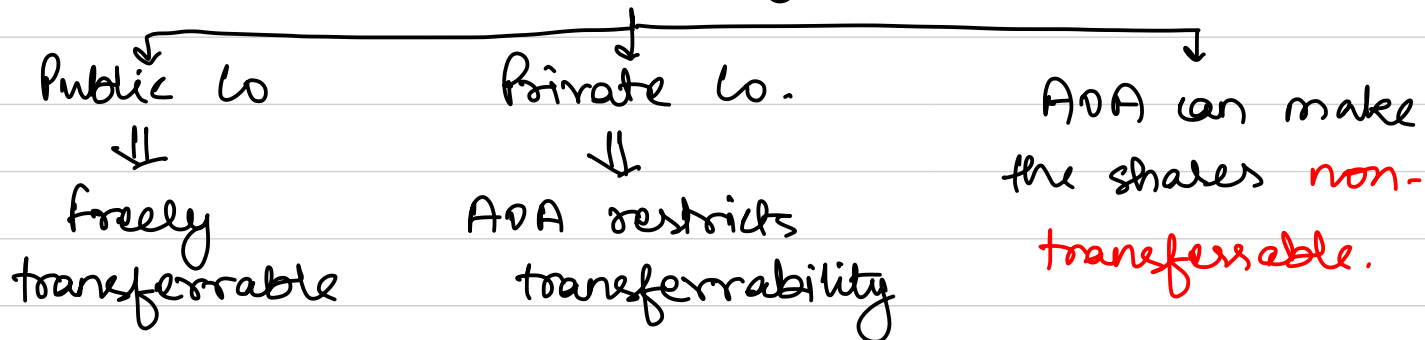 Public Co
Private Co.
AOA can make
the shares non-
transferrable.
⇓
⇓
freely
transferrable
AOA restricts
transferrability